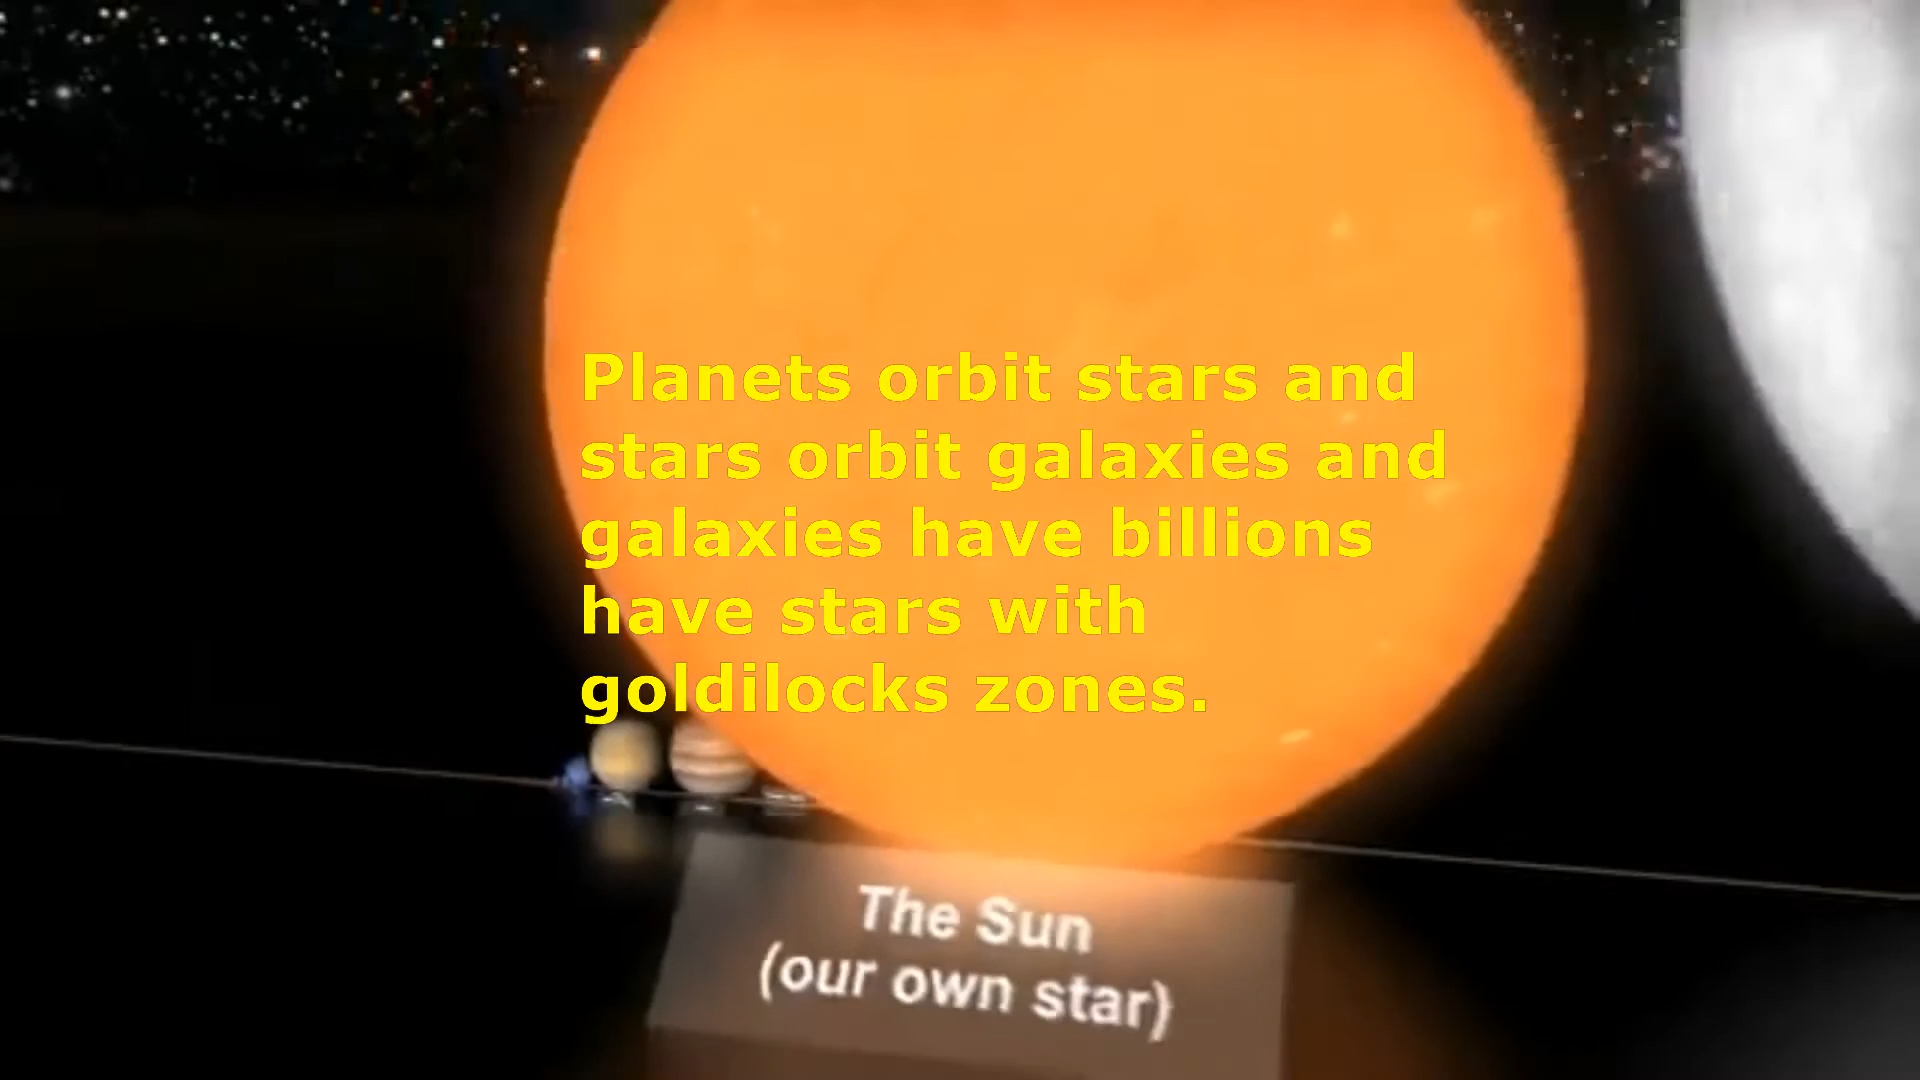 Planets orbit stars and
stars orbit galaxies and
galaxies have billions
have stars with
goldilocks zones.
The Sun
(our own star)